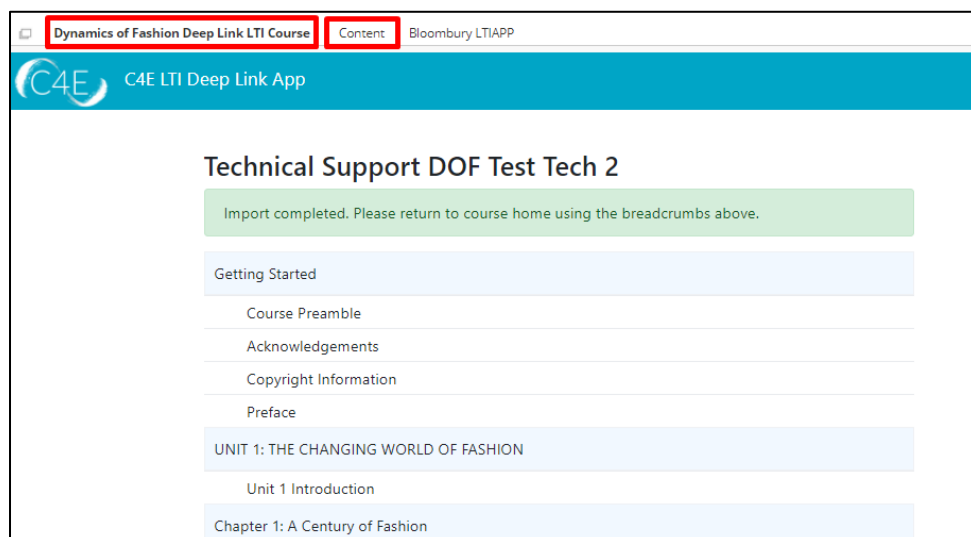 Dynamics of Fashion Deep Link LTI Course Content Bloombury LTIAPP
C4E C4E LTI Deep Link App
Technical Support DOF Test Tech 2
Import completed. Please return to course home using the breadcrumbs above.
Getting Started
Course Preamble
Acknowledgements
Copyright Information
Preface
UNIT 1: THE CHANGING WORLD OF FASHION
Unit 1 Introduction
Chapter 1: A Century of Fashion